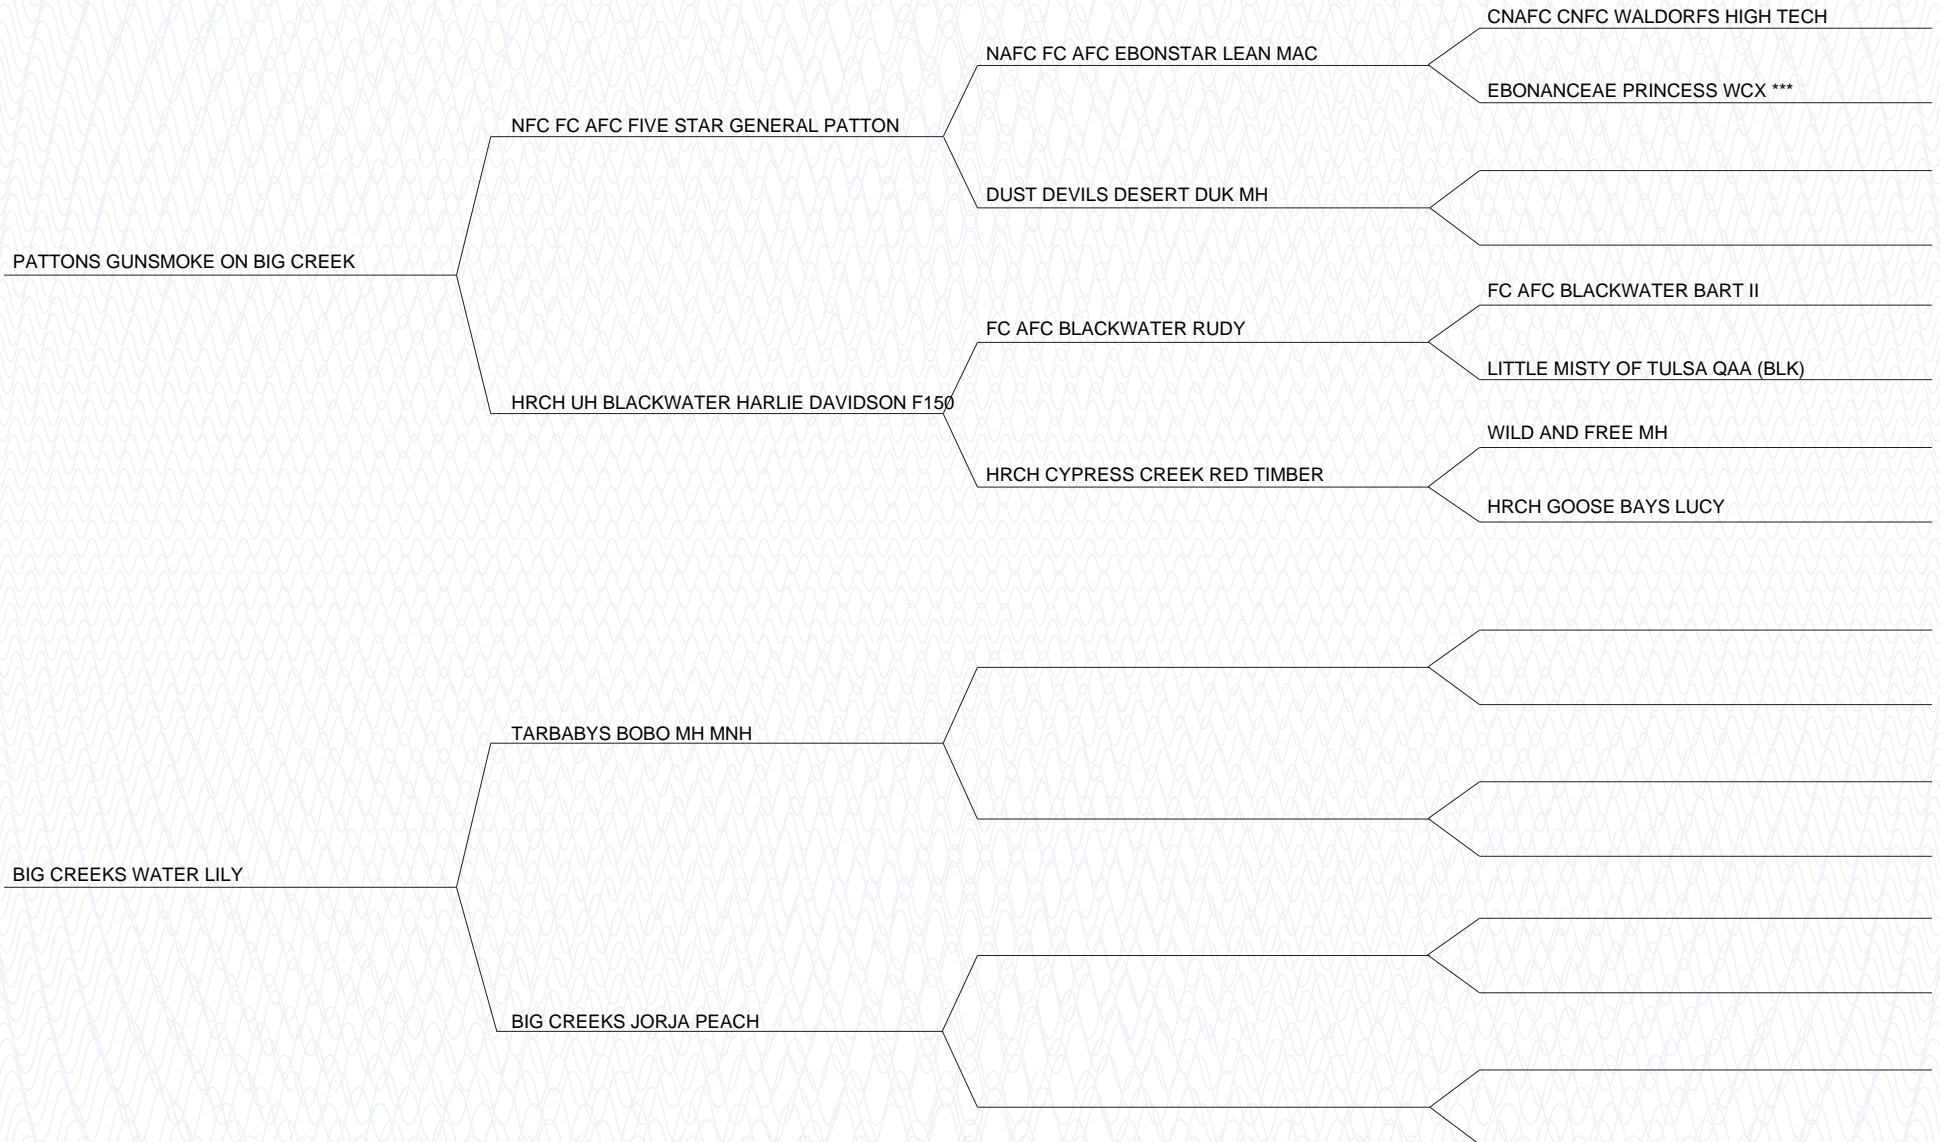 CNAFC CNFC WALDORFS HIGH TECH
NAFC FC AFC EBONSTAR LEAN MAC
EBONANCEAE PRINCESS WCX ***
NFC FC AFC FIVE STAR GENERAL PATTON
DUST DEVILS DESERT DUK MH
PATTONS GUNSMOKE ON BIG CREEK
FC AFC BLACKWATER BART II
FC AFC BLACKWATER RUDY
LITTLE MISTY OF TULSA QAA (BLK)
HRCH UH BLACKWATER HARLIE DAVIDSON F150
WILD AND FREE MH
HRCH CYPRESS CREEK RED TIMBER
HRCH GOOSE BAYS LUCY
TARBABYS BOBO MH MNH
BIG CREEKS WATER LILY
BIG CREEKS JORJA PEACH